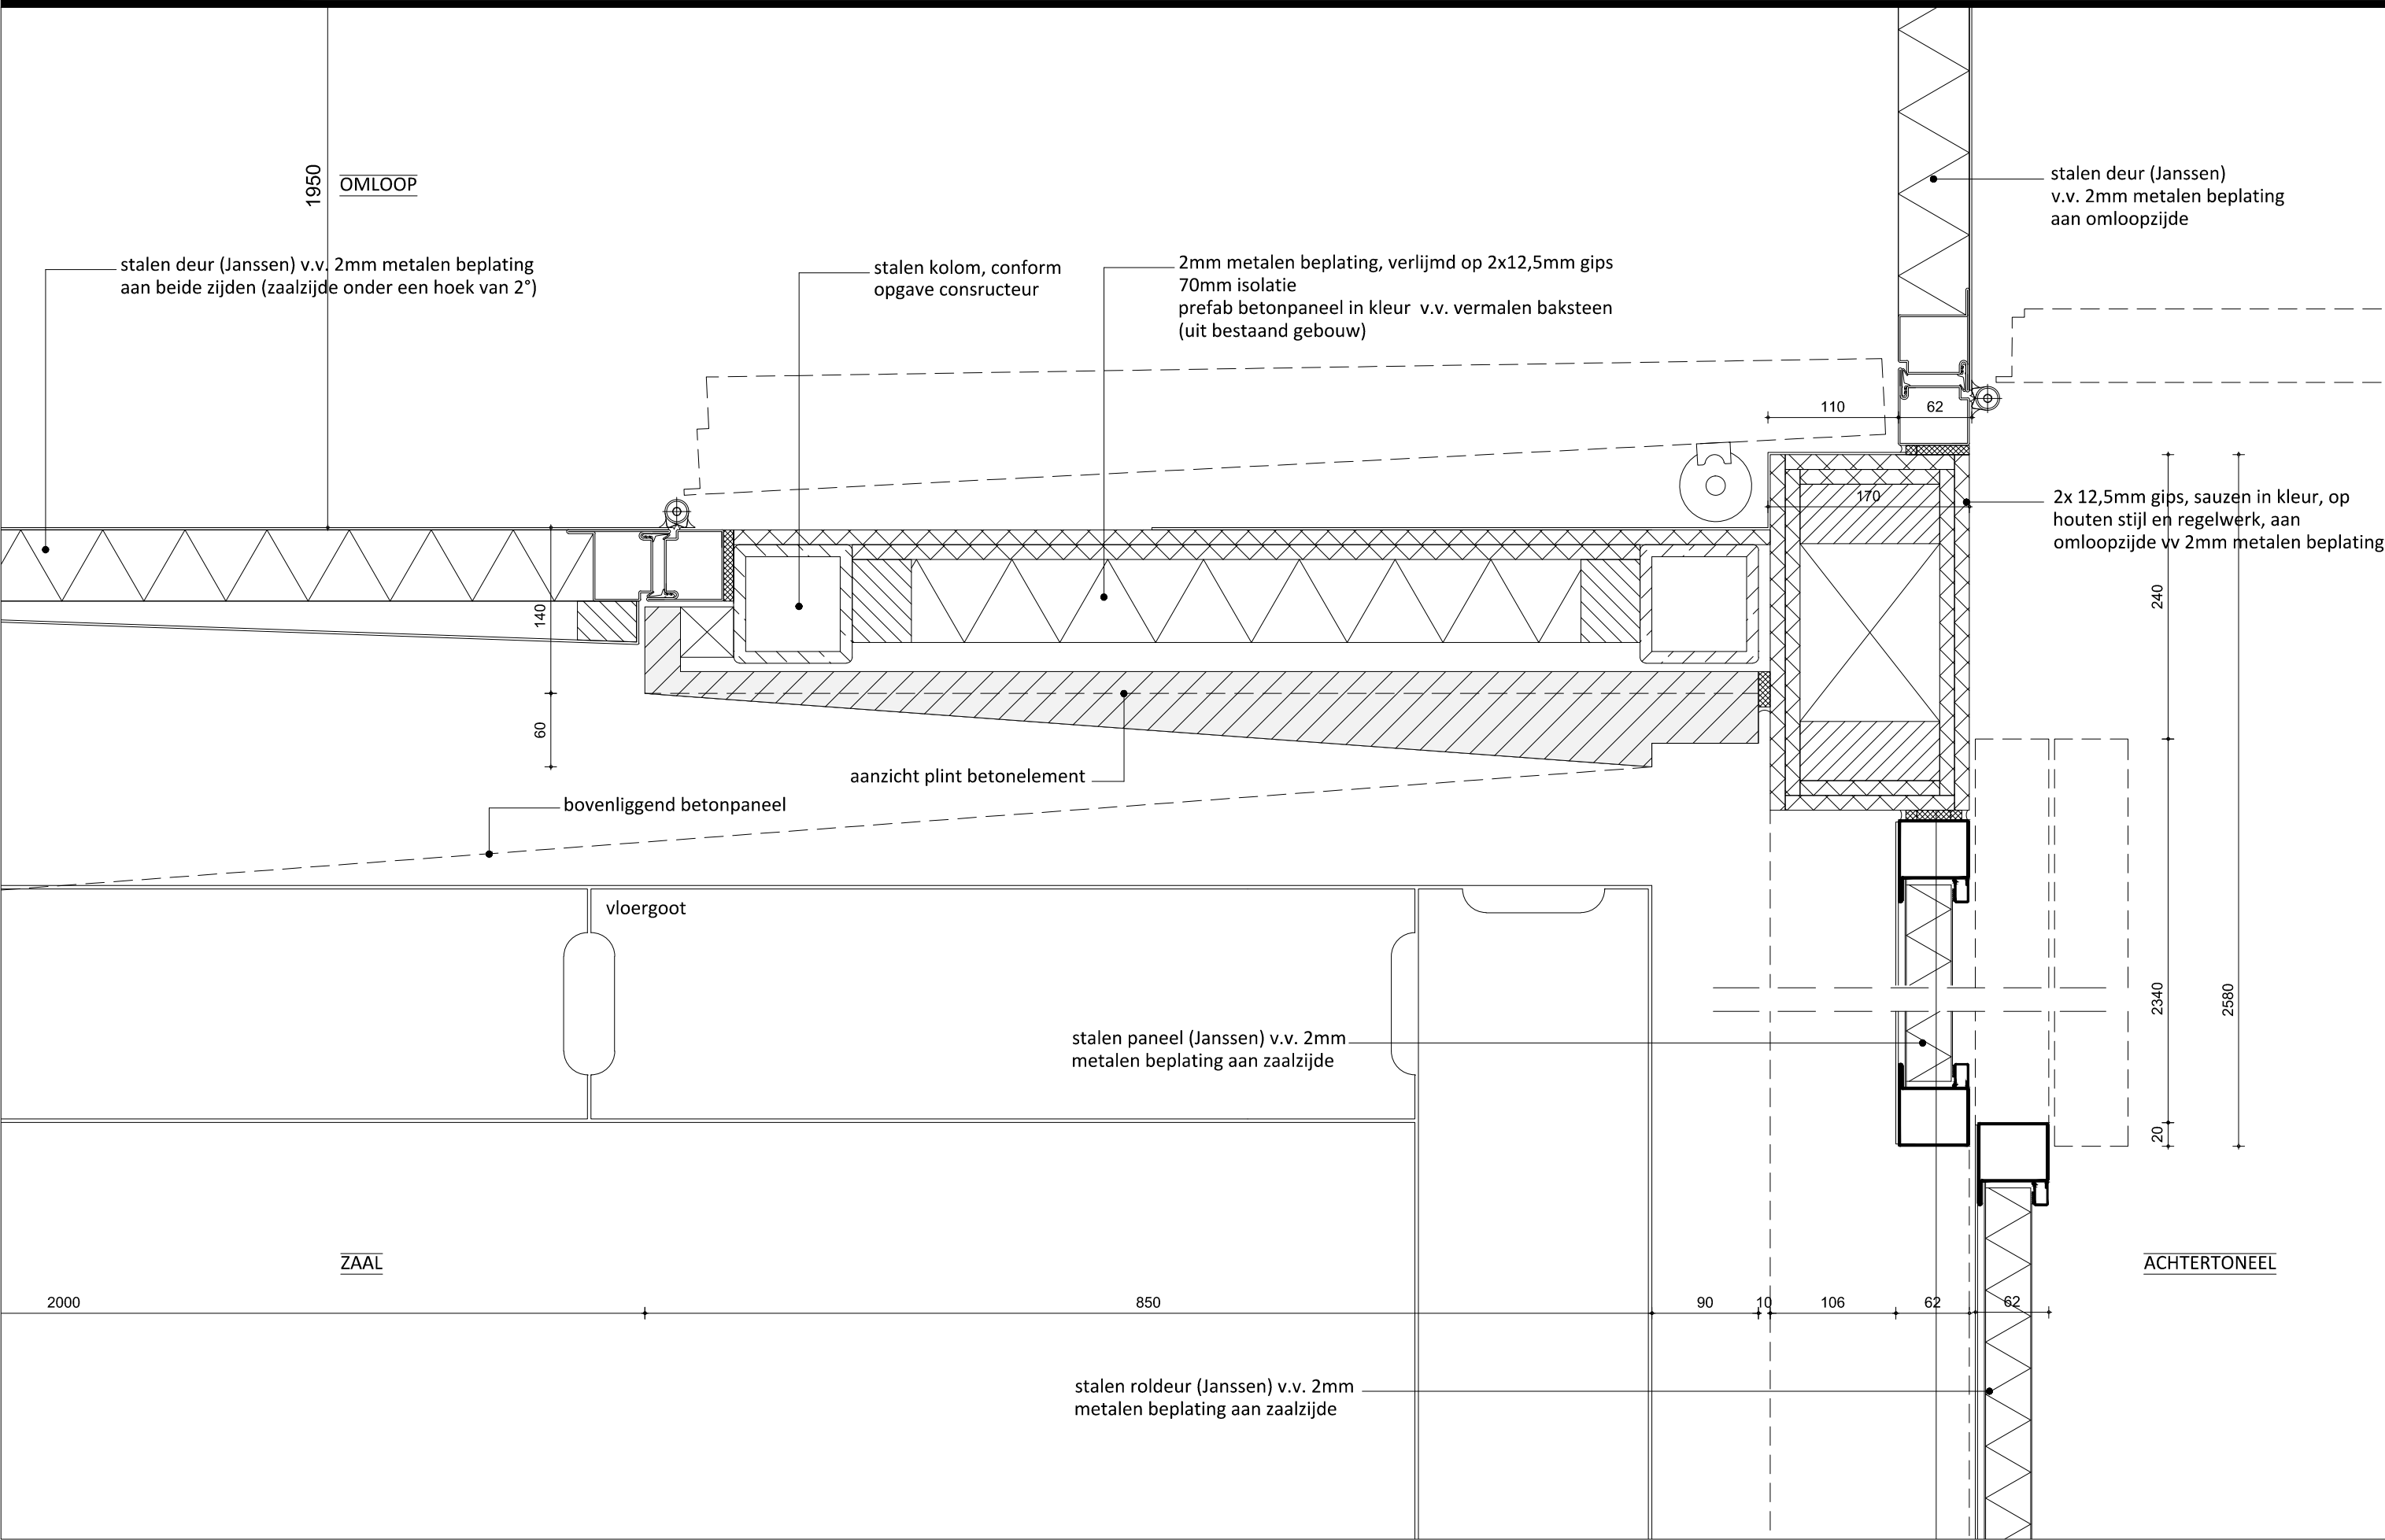 1950
OMLOOP
stalen deur (Janssen)
v.v. 2mm metalen beplating
aan omloopzijde
stalen deur (Janssen) v.v. 2mm metalen beplating
aan beide zijden (zaalzijde onder een hoek van 2°)
stalen kolom, conform
opgave consructeur
2mm metalen beplating, verlijmd op 2x12,5mm gips
70mm isolatie
prefab betonpaneel in kleur v.v. vermalen baksteen
(uit bestaand gebouw)
110
62
170
2x 12,5mm gips, sauzen in kleur, op
houten stijl en regelwerk, aan
omloopzijde vv 2mm metalen beplating
140
240
60
aanzicht plint betonelement
bovenliggend betonpaneel
vloergoot
stalen paneel (Janssen) v.v. 2mm
metalen beplating aan zaalzijde
2340
2580
20
ZAAL
ACHTERTONEEL
2000
850
90
10
106
62
62
stalen roldeur (Janssen) v.v. 2mm
metalen beplating aan zaalzijde